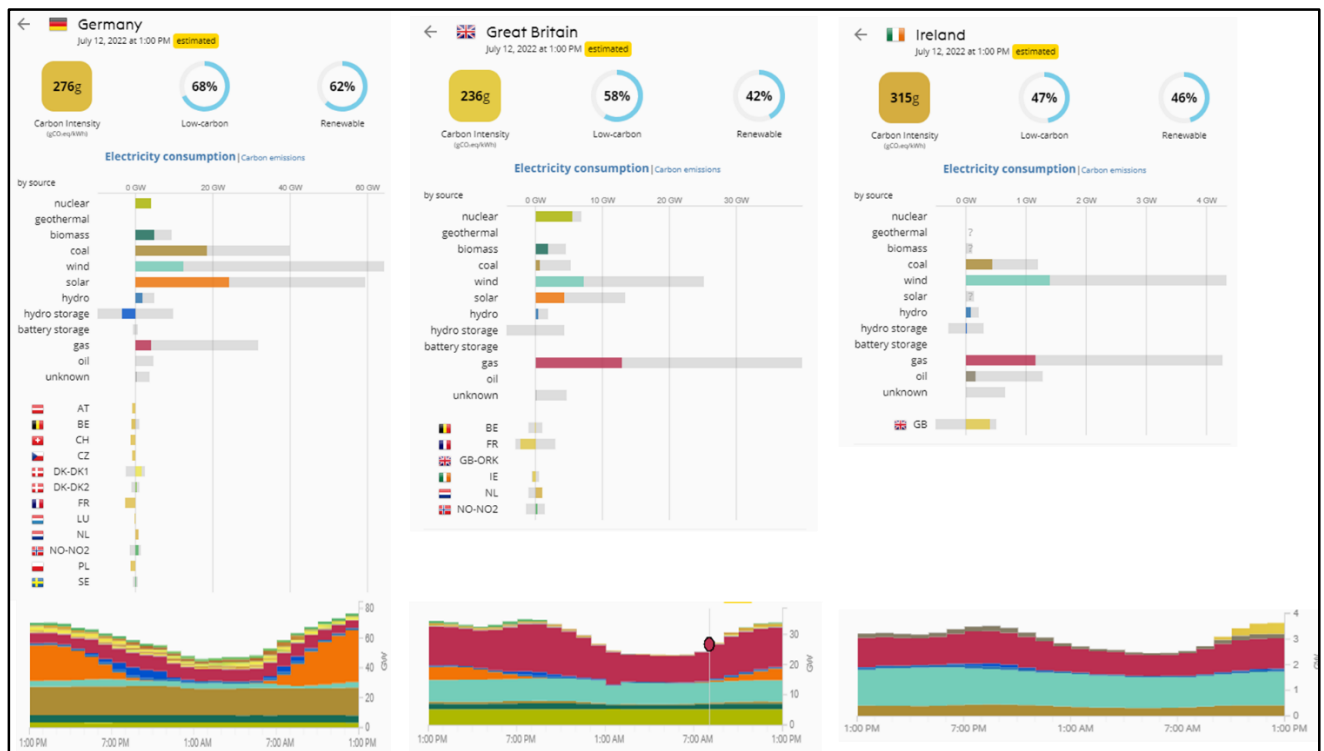 Germany
July 12, 2022 at 1:00 PM estimated
276g
68%
62%
Carbon Intensity
(gCO₂eq/kWh)
Low-carbon
Renewable
Electricity consumption | Carbon emissions
by source
0 GW 20 GW 40 GW 60 GW
nuclear
geothermal
biomass
coal
wind
solar
hydro
hydro storage
battery storage
gas
oil
unknown
AT
BE
CH
CZ
DK-DK1
DK-DK2
FR
LU
NL
NO-NO2
PL
SE
80
60
40
20
0
GW
1:00 PM 7:00 PM 1:00 AM 7:00 AM 1:00 PM
Great Britain
July 12, 2022 at 1:00 PM estimated
236g
58%
42%
Carbon Intensity
(gCO₂eq/kWh)
Low-carbon
Renewable
Electricity consumption | Carbon emissions
by source
0 GW 10 GW 20 GW 30 GW
nuclear
geothermal
biomass
coal
wind
solar
hydro
hydro storage
battery storage
gas
oil
unknown
BE
FR
GB-ORK
IE
NL
NO-NO2
30
20
10
0
GW
1:00 PM 7:00 PM 1:00 AM 7:00 AM 1:00 PM
Ireland
July 12, 2022 at 1:00 PM estimated
315g
47%
46%
Carbon Intensity
(gCO₂eq/kWh)
Low-carbon
Renewable
Electricity consumption | Carbon emissions
by source
0 GW 1 GW 2 GW 3 GW 4 GW
nuclear
geothermal ?
biomass ?
coal
wind
solar ?
hydro
hydro storage
battery storage
gas
oil
unknown
GB
4
3
2
1
0
GW
1:00 PM 7:00 PM 1:00 AM 7:00 AM 1:00 PM